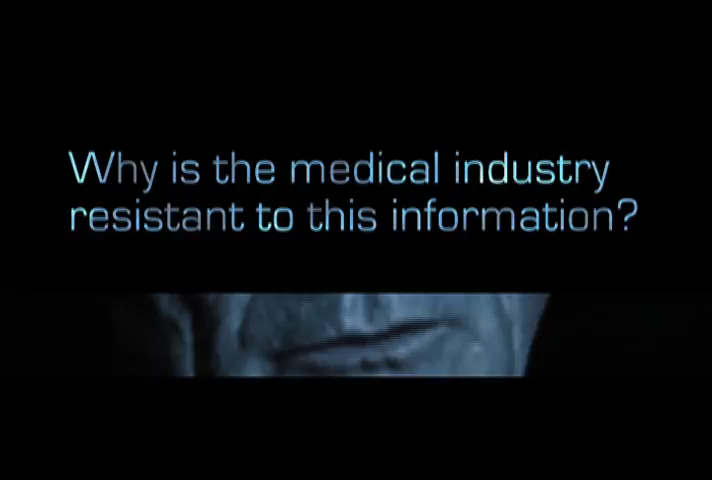 Why is the medical industry
resistant to this information?